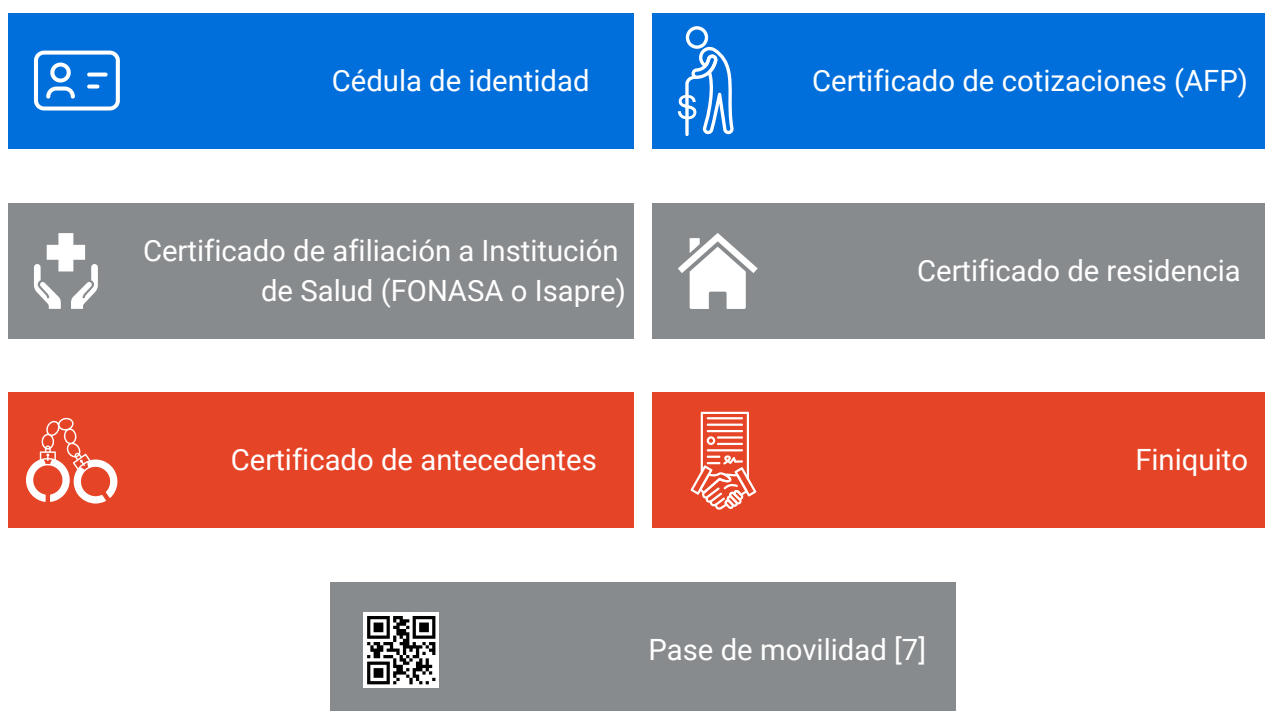 Cédula de identidad
Certificado de cotizaciones (AFP)
$
Certificado de afiliación a Institución
de Salud (FONASA o Isapre)
Certificado de residencia
Certificado de antecedentes
Finiquito
Pase de movilidad [7]